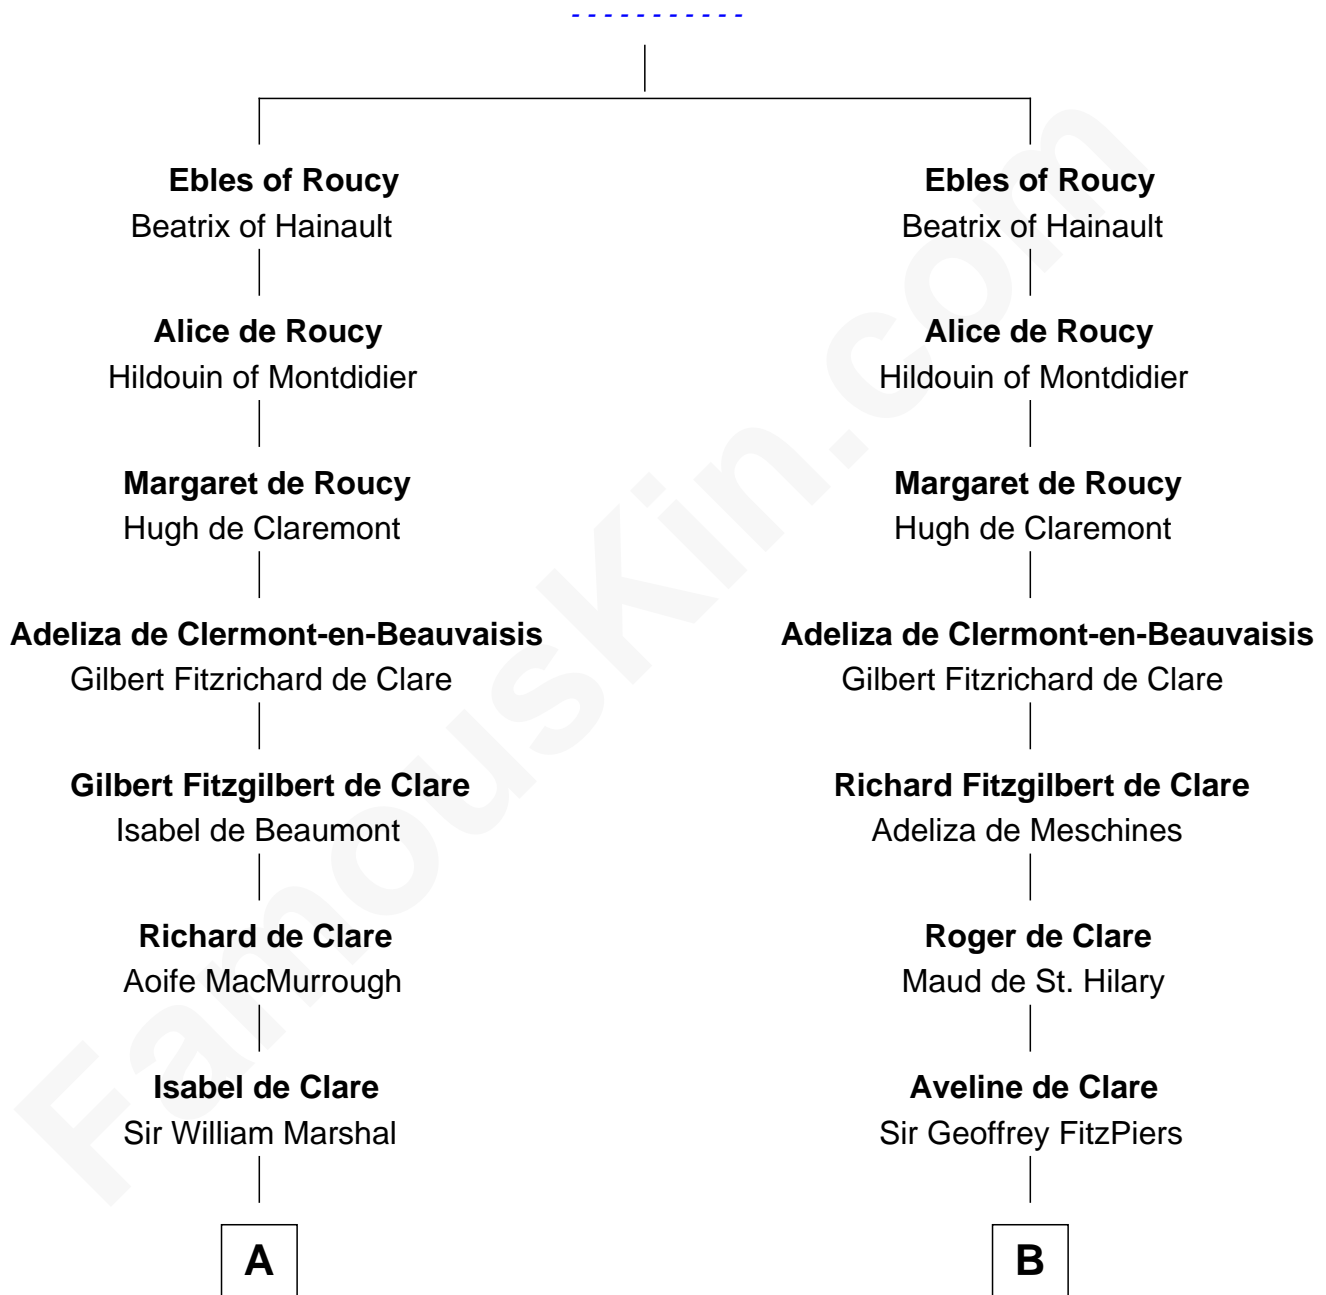 - - - - - - - - - - -
Ebles of Roucy
Beatrix of Hainault
Alice de Roucy
Hildouin of Montdidier
Margaret de Roucy
Hugh de Claremont
Adeliza de Clermont-en-Beauvaisis
Gilbert Fitzrichard de Clare
Gilbert Fitzgilbert de Clare
Isabel de Beaumont
Richard de Clare
Aoife MacMurrough
Isabel de Clare
Sir William Marshal
A
Ebles of Roucy
Beatrix of Hainault
Alice de Roucy
Hildouin of Montdidier
Margaret de Roucy
Hugh de Claremont
Adeliza de Clermont-en-Beauvaisis
Gilbert Fitzrichard de Clare
Richard Fitzgilbert de Clare
Adeliza de Meschines
Roger de Clare
Maud de St. Hilary
Aveline de Clare
Sir Geoffrey FitzPiers
B
FamousKin.com